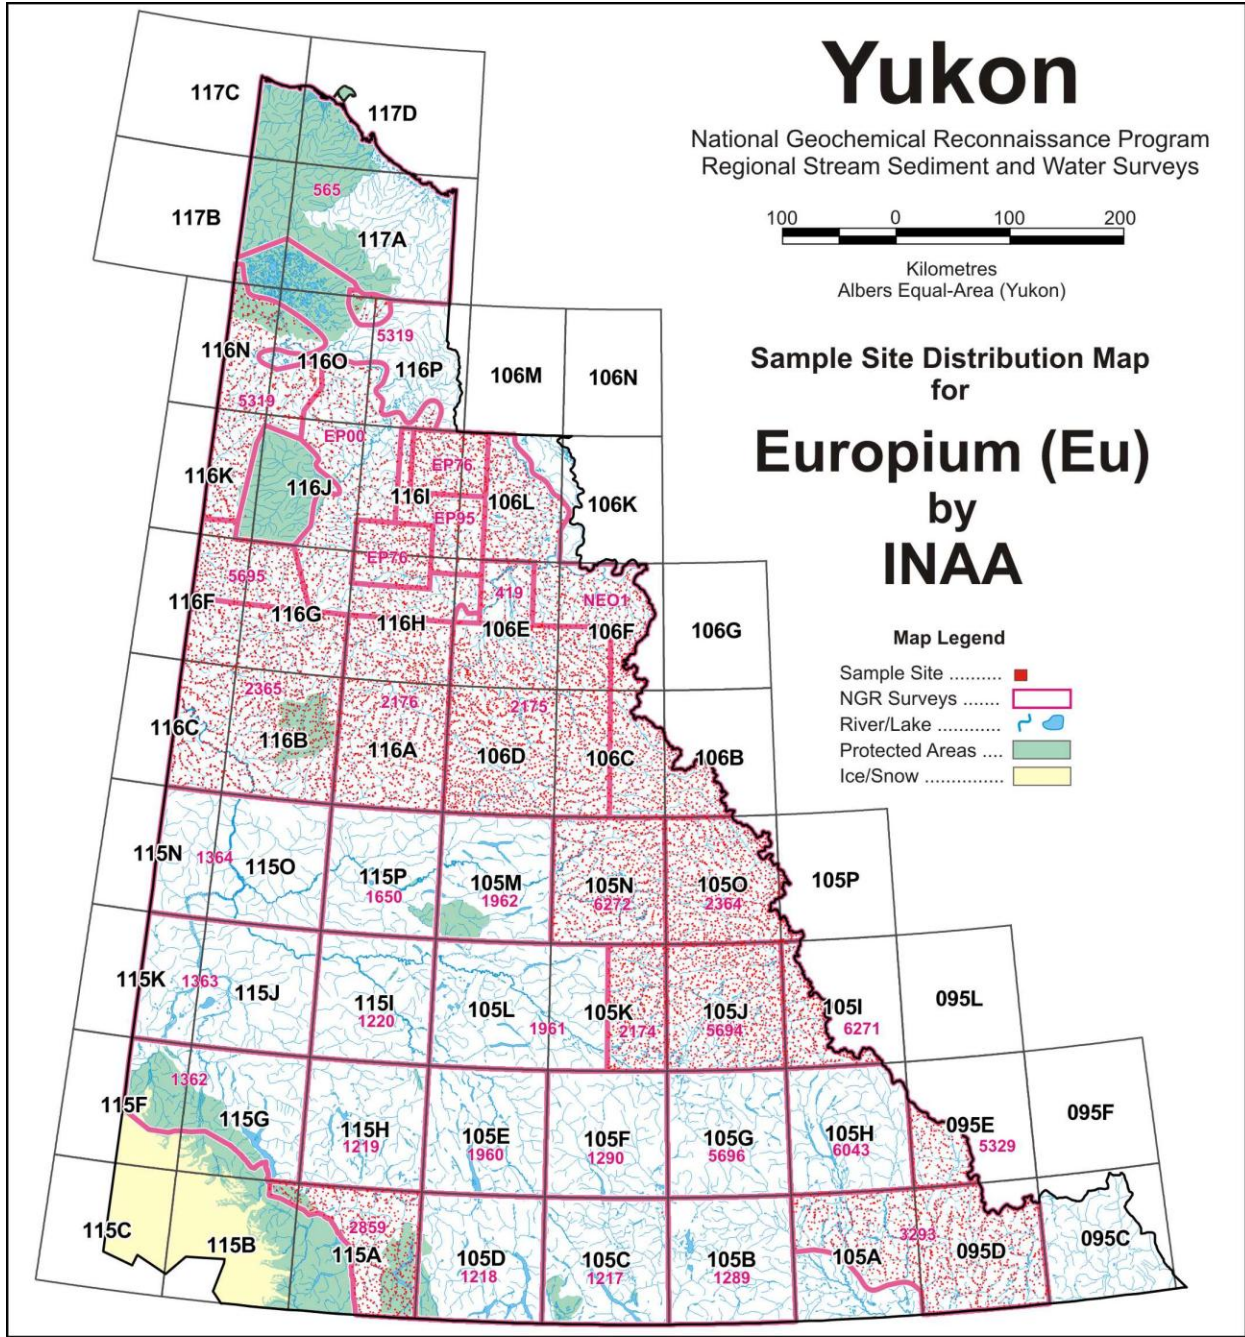 Yukon
National Geochemical Reconnaissance Program
Regional Stream Sediment and Water Surveys
100 0 100 200
Kilometres
Albers Equal-Area (Yukon)
Sample Site Distribution Map
for
Europium (Eu)
by
INAA
Map Legend
Sample Site ..........
NGR Surveys .......
River/Lake ............
Protected Areas ....
Ice/Snow ...............
117C
117D
565
117B
117A
5319
116N
116O
116P
106M
106N
5319
EP00
EP76
116K
116J
116I
106L
106K
EP95
EP76
5695
419
NEO1
116F
116G
116H
106E
106F
106G
2365
2176
2175
116C
116B
116A
106D
106C
106B
115N
1364
115O
115P
1650
105M
1962
105N
6272
105O
2364
105P
115K
1363
115J
115I
1220
105L
1961
105K
2174
105J
5694
105I
6271
095L
1362
115F
115G
115H
1219
105E
1960
105F
1290
105G
5696
105H
6043
095E
5329
095F
115C
115B
2859
115A
105D
1218
105C
1217
105B
1289
105A
3293
095D
095C